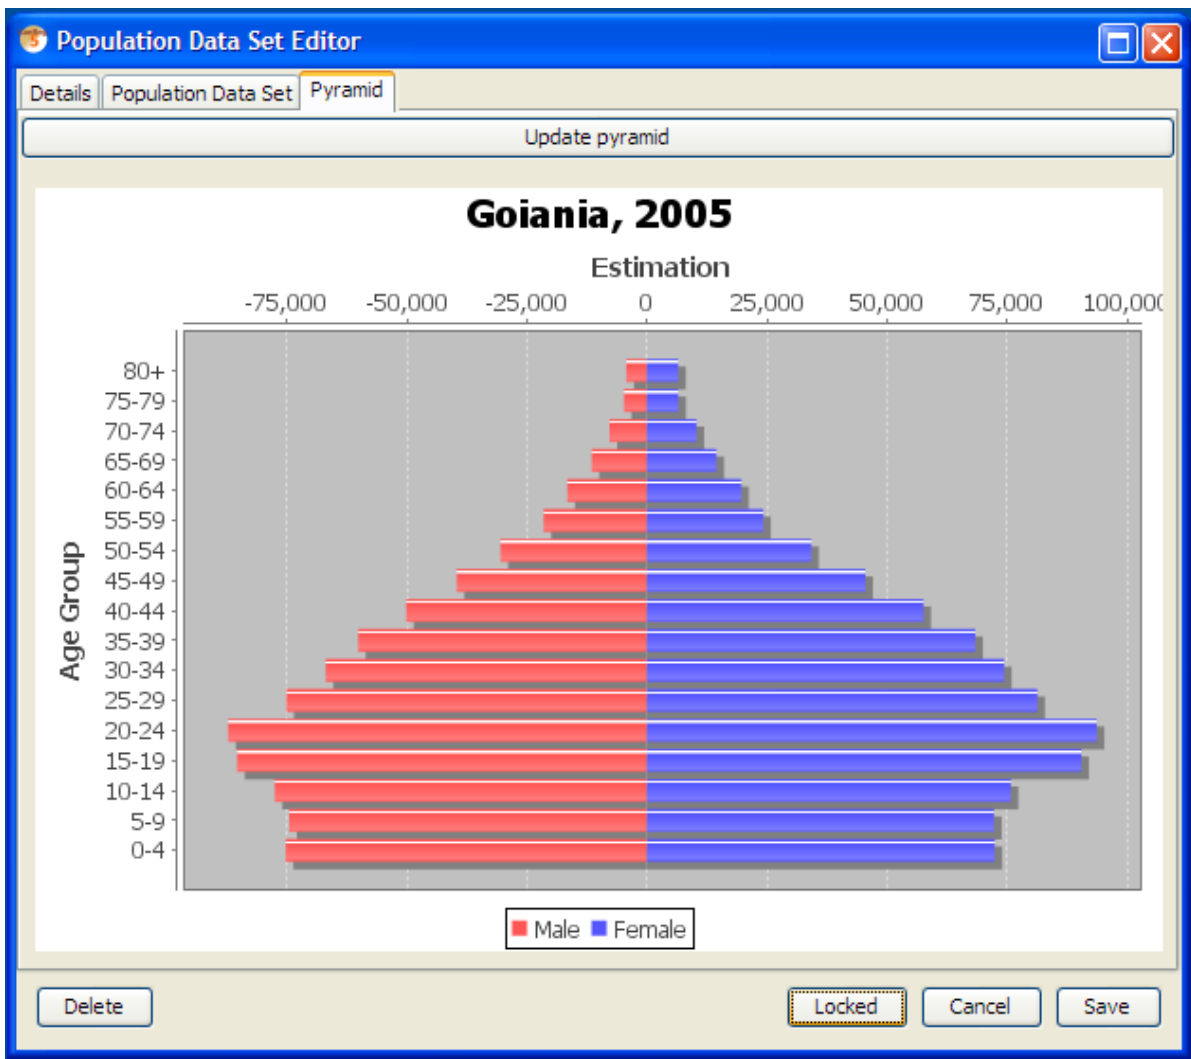 Population Data Set Editor
Details Population Data Set Pyramid
Update pyramid
Goiania, 2005
Estimation
-75,000 -50,000 -25,000 0 25,000 50,000 75,000 100,000
Age Group
80+
75-79
70-74
65-69
60-64
55-59
50-54
45-49
40-44
35-39
30-34
25-29
20-24
15-19
10-14
5-9
0-4
Male Female
Delete Locked Cancel Save